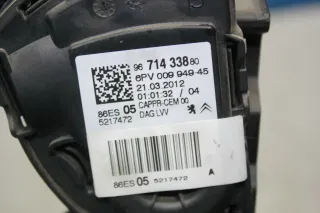 96 714 338 80
6PV 009 949-45
21.03.2012
01:01:32 / 04
CAPPR-CEM 00
86ES 05
5217472
DAG LVV
86ES 05 5217472 A